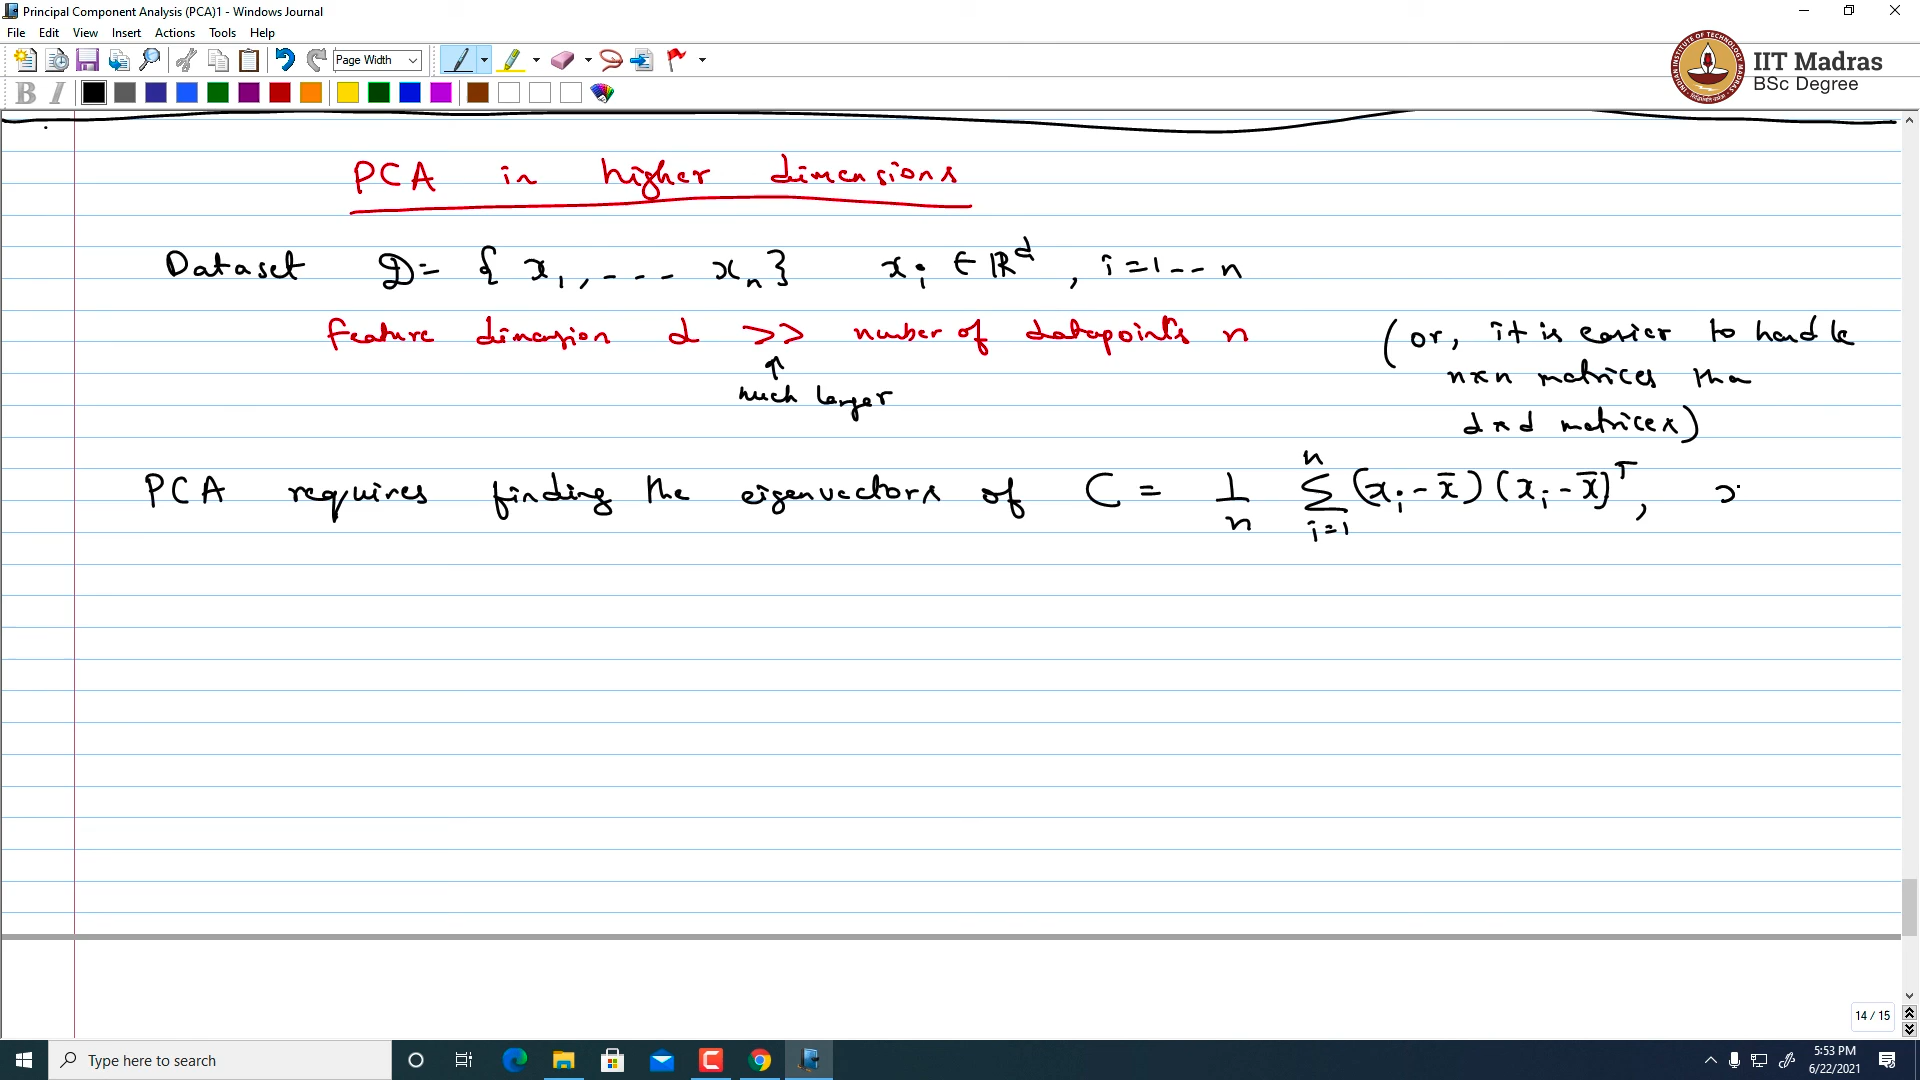 Principal Component Analysis (PCA)1 - Windows Journal
File Edit View Insert Actions Tools Help
Page Width
B I
IIT Madras
BSc Degree
PCA in higher dimensions
Dataset D = { x₁, - - - - xₙ } xᵢ ∈ ℝᵈ, i=1-- n
Feature dimension d >> number of datapoints n (or, it is easier to handle
↑ n×n matrices than
much larger d×d matrices)
PCA requires finding the eigenvectors of C = 1/n Σᵢ₌₁ⁿ (xᵢ - x̄)(xᵢ - x̄)ᵀ,
14 / 15
Type here to search
5:53 PM
6/22/2021